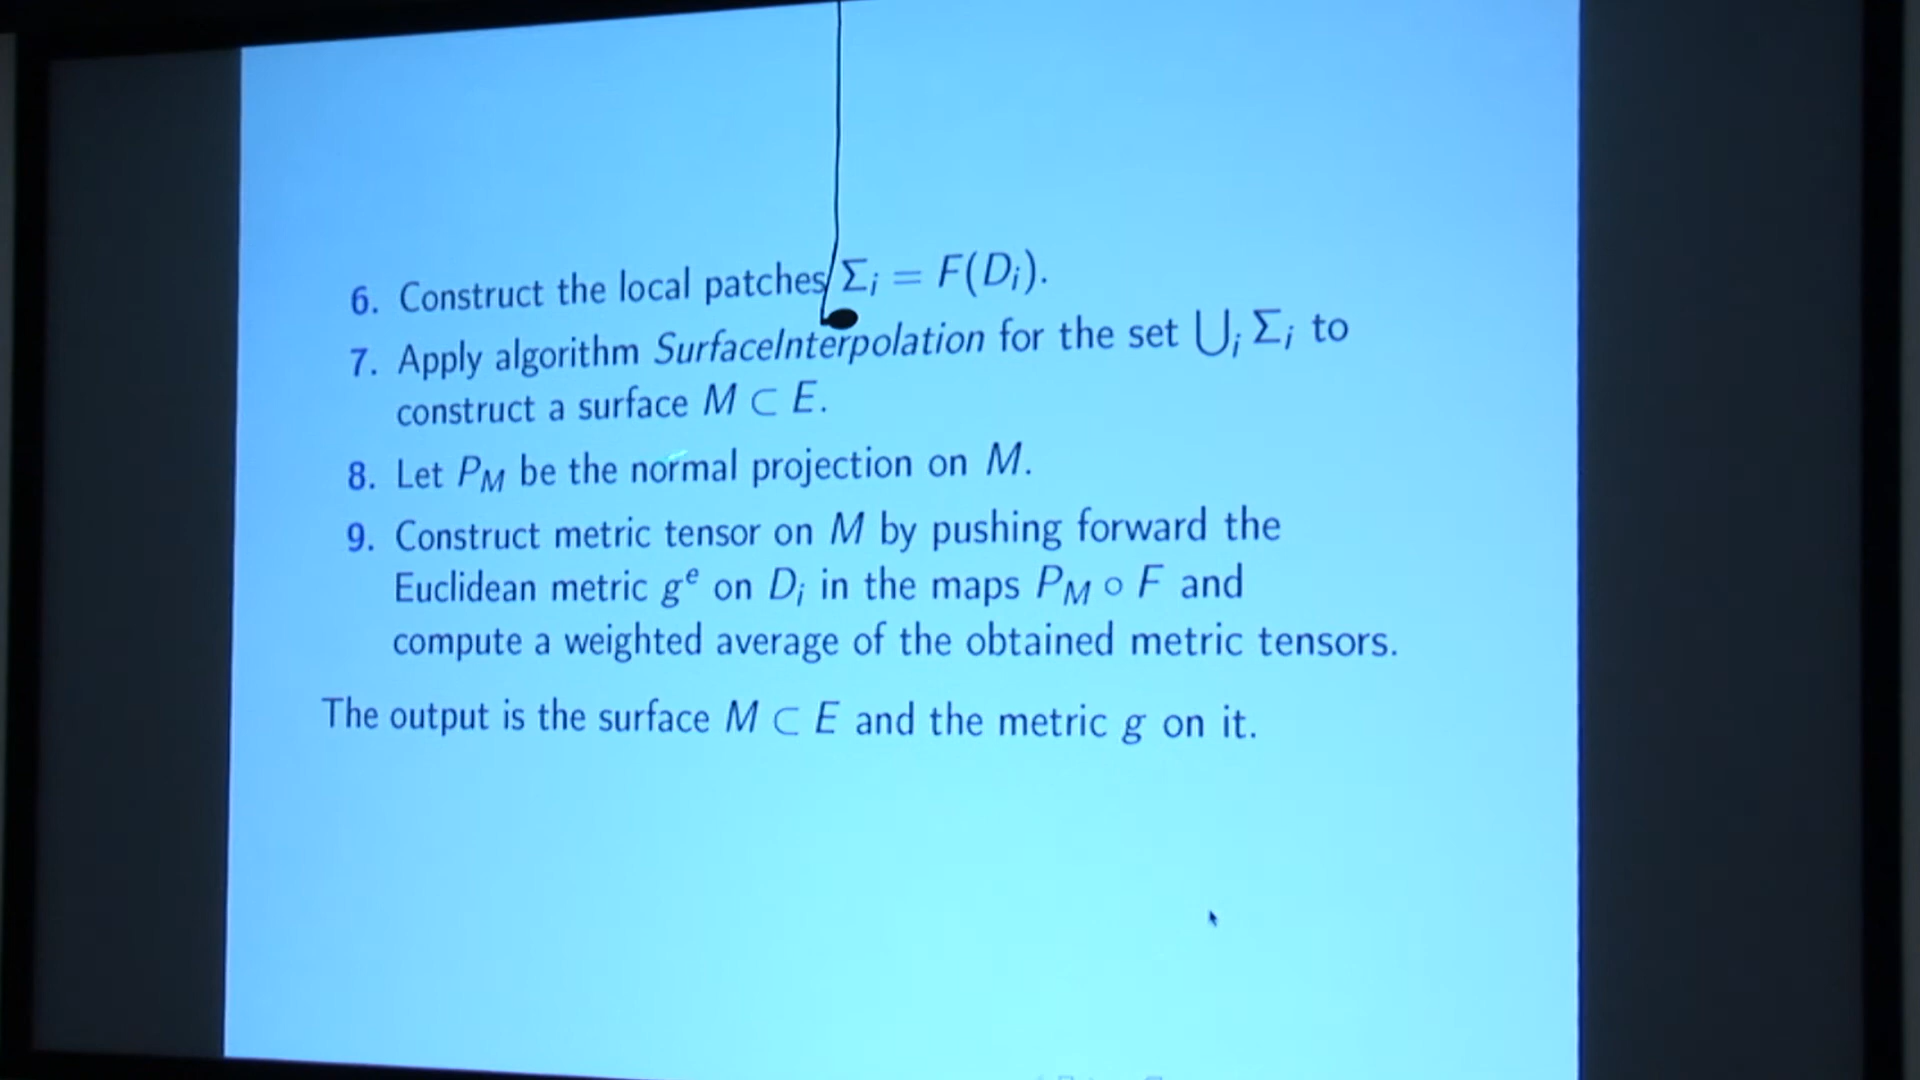 6. Construct the local patches Σᵢ = F(Dᵢ).
7. Apply algorithm SurfaceInterpolation for the set ⋃ᵢ Σᵢ to
construct a surface M ⊂ E.
8. Let P_M be the normal projection on M.
9. Construct metric tensor on M by pushing forward the
Euclidean metric gᵉ on Dᵢ in the maps P_M ∘ F and
compute a weighted average of the obtained metric tensors.
The output is the surface M ⊂ E and the metric g on it.